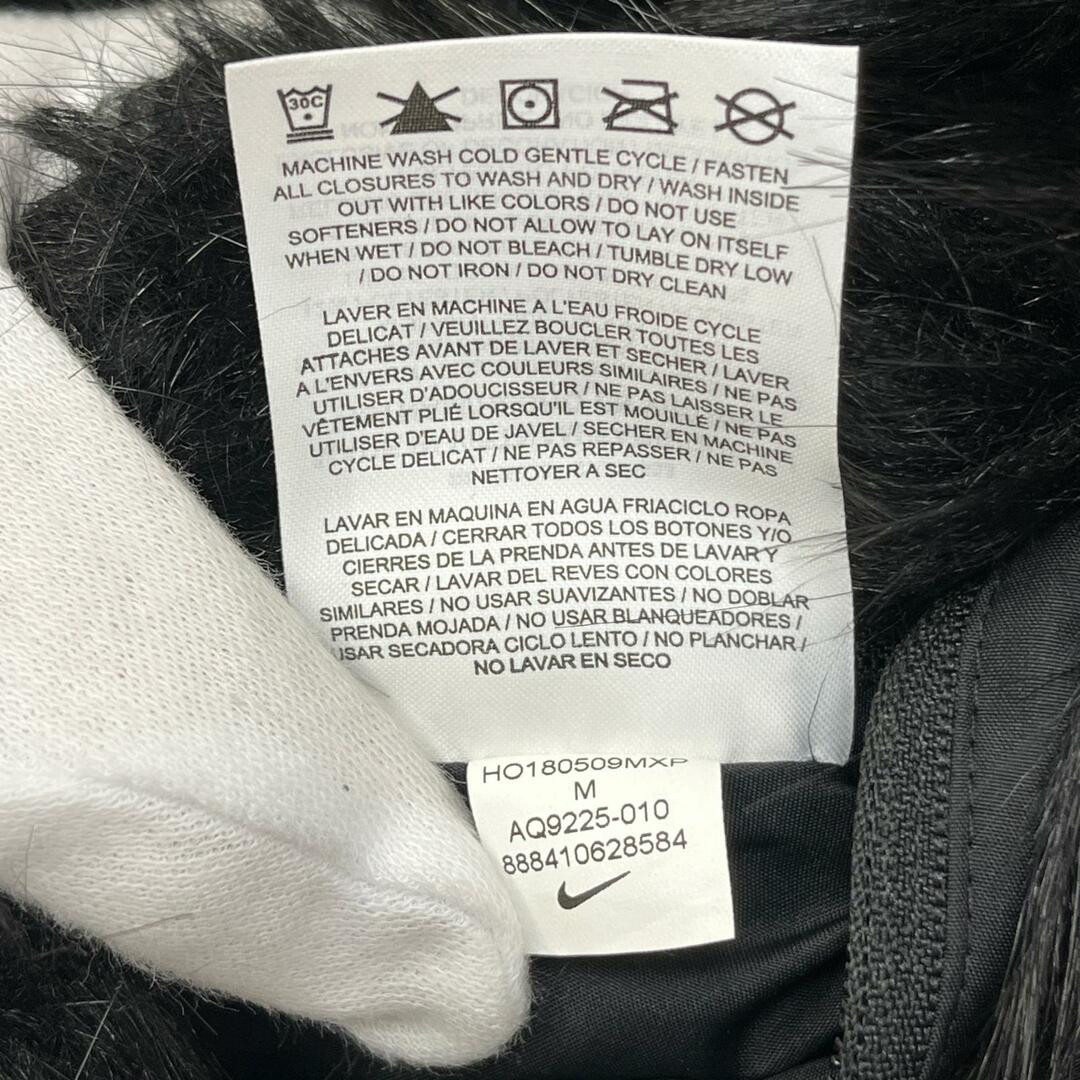 30C
MACHINE WASH COLD GENTLE CYCLE / FASTEN
ALL CLOSURES TO WASH AND DRY / WASH INSIDE
OUT WITH LIKE COLORS / DO NOT USE
SOFTENERS / DO NOT ALLOW TO LAY ON ITSELF
WHEN WET / DO NOT BLEACH / TUMBLE DRY LOW
/ DO NOT IRON / DO NOT DRY CLEAN
LAVER EN MACHINE A L'EAU FROIDE CYCLE
DELICAT / VEUILLEZ BOUCLER TOUTES LES
ATTACHES AVANT DE LAVER ET SECHER / LAVER
A L'ENVERS AVEC COULEURS SIMILAIRES / NE PAS
UTILISER D'ADOUCISSEUR / NE PAS LAISSER LE
VÊTEMENT PLIÉ LORSQU'IL EST MOUILLÉ / NE PAS
UTILISER D'EAU DE JAVEL / SECHER EN MACHINE
CYCLE DELICAT / NE PAS REPASSER / NE PAS
NETTOYER A SEC
LAVAR EN MAQUINA EN AGUA FRIACICLO ROPA
DELICADA / CERRAR TODOS LOS BOTONES Y/O
CIERRES DE LA PRENDA ANTES DE LAVAR Y
SECAR / LAVAR DEL REVES CON COLORES
SIMILARES / NO USAR SUAVIZANTES / NO DOBLAR
PRENDA MOJADA / NO USAR BLANQUEADORES /
USAR SECADORA CICLO LENTO / NO PLANCHAR /
NO LAVAR EN SECO
HO180509MXP
M
AQ9225-010
888410628584